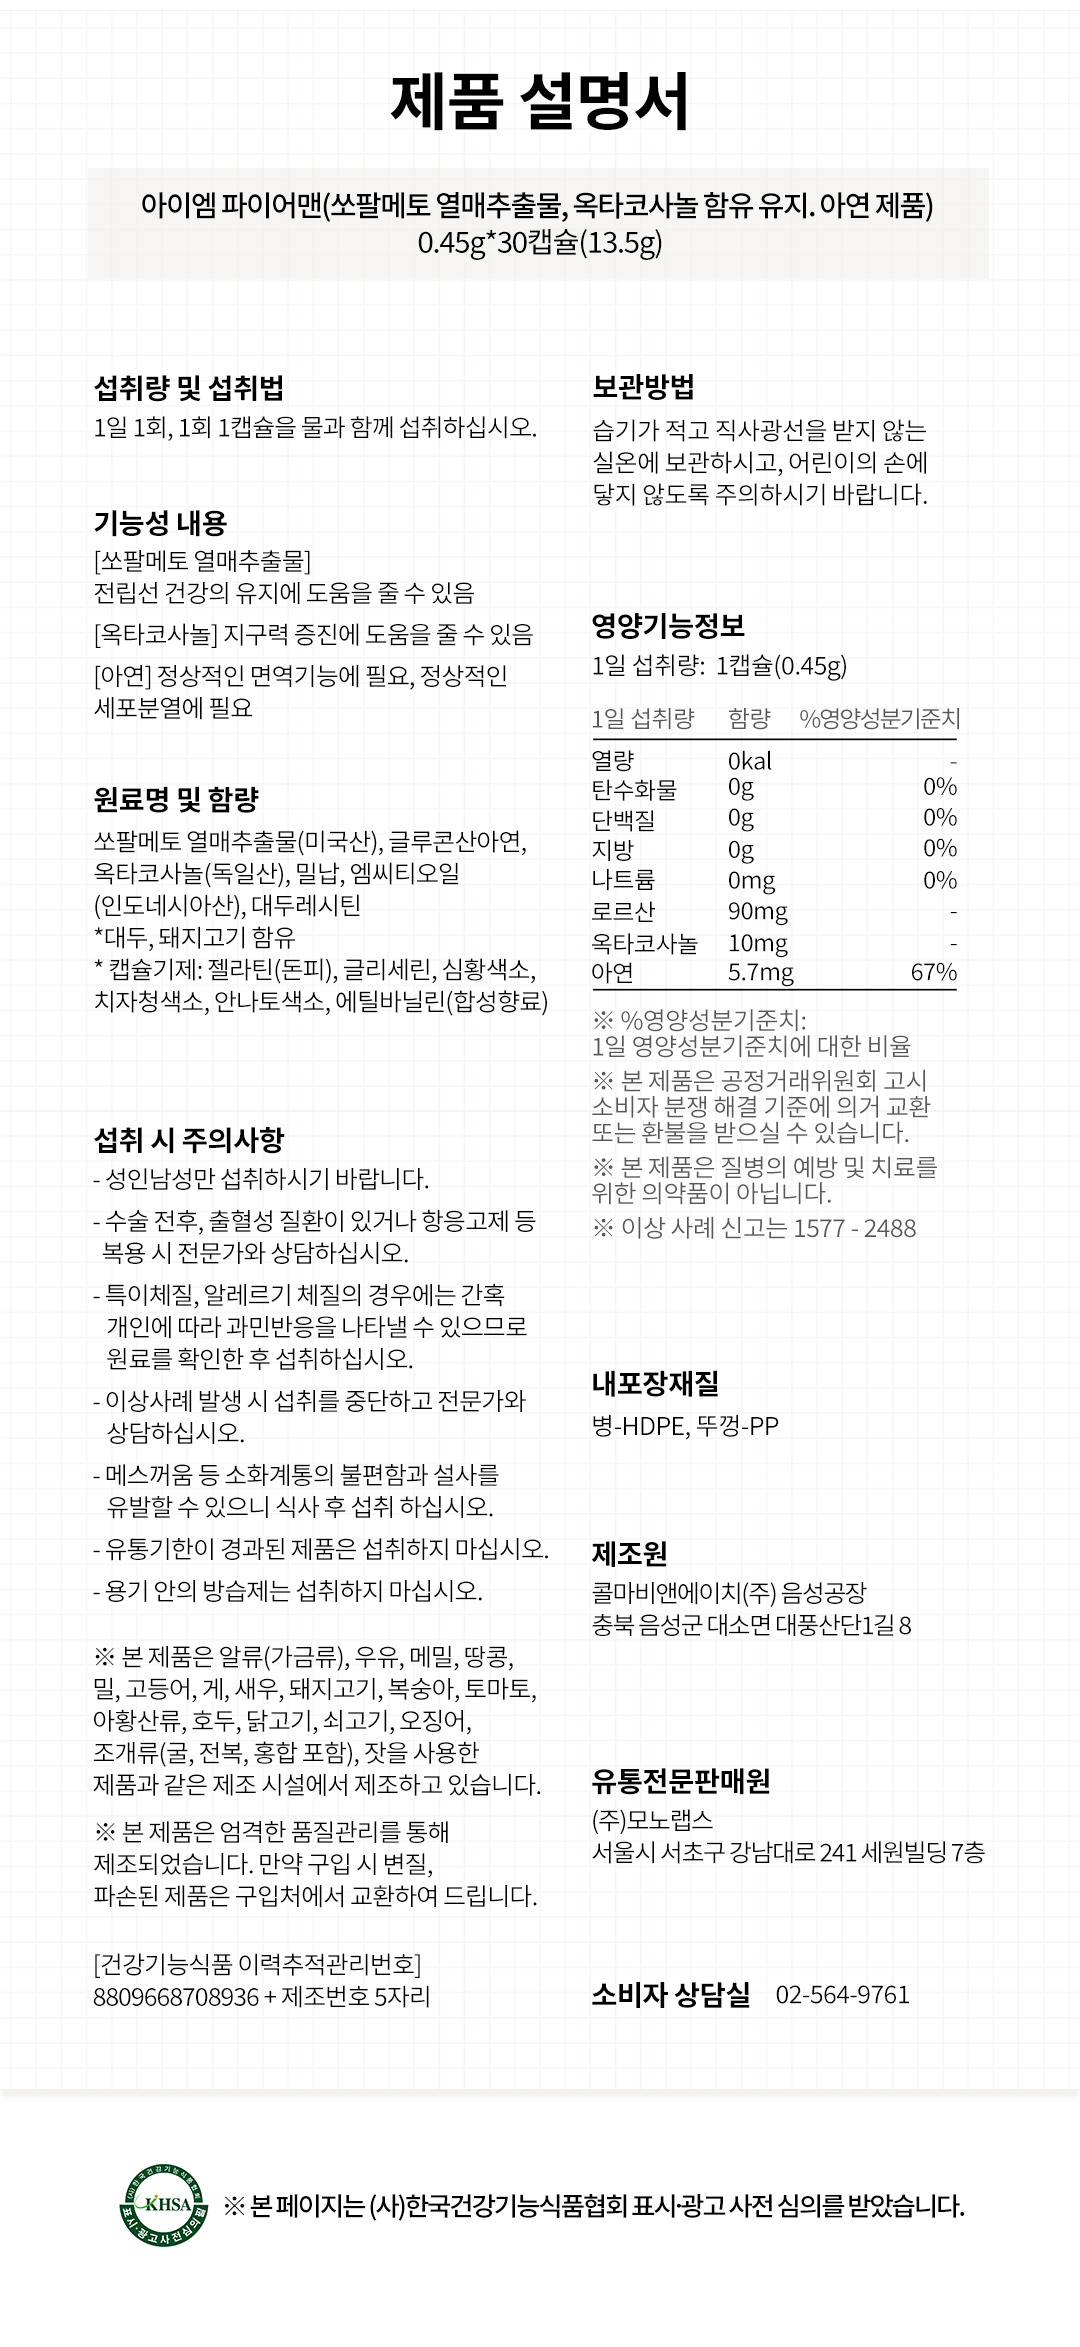 제품 설명서
아이엠 파이어맨(쏘팔메토 열매추출물, 옥타코사놀 함유 유지. 아연 제품)
0.45g*30캡슐(13.5g)
섭취량 및 섭취법
1일 1회, 1회 1캡슐을 물과 함께 섭취하십시오.
기능성 내용
[쏘팔메토 열매추출물]
전립선 건강의 유지에 도움을 줄 수 있음
[옥타코사놀] 지구력 증진에 도움을 줄 수 있음
[아연] 정상적인 면역기능에 필요, 정상적인
세포분열에 필요
원료명 및 함량
쏘팔메토 열매추출물(미국산), 글루콘산아연,
옥타코사놀(독일산), 밀납, 엠씨티오일
(인도네시아산), 대두레시틴
*대두, 돼지고기 함유
* 캡슐기제: 젤라틴(돈피), 글리세린, 심황색소,
치자청색소, 안나토색소, 에틸바닐린(합성향료)
섭취 시 주의사항
- 성인남성만 섭취하시기 바랍니다.
- 수술 전후, 출혈성 질환이 있거나 항응고제 등
복용 시 전문가와 상담하십시오.
- 특이체질, 알레르기 체질의 경우에는 간혹
개인에 따라 과민반응을 나타낼 수 있으므로
원료를 확인한 후 섭취하십시오.
- 이상사례 발생 시 섭취를 중단하고 전문가와
상담하십시오.
- 메스꺼움 등 소화계통의 불편함과 설사를
유발할 수 있으니 식사 후 섭취 하십시오.
- 유통기한이 경과된 제품은 섭취하지 마십시오.
- 용기 안의 방습제는 섭취하지 마십시오.
※ 본 제품은 알류(가금류), 우유, 메밀, 땅콩,
밀, 고등어, 게, 새우, 돼지고기, 복숭아, 토마토,
아황산류, 호두, 닭고기, 쇠고기, 오징어,
조개류(굴, 전복, 홍합 포함), 잣을 사용한
제품과 같은 제조 시설에서 제조하고 있습니다.
※ 본 제품은 엄격한 품질관리를 통해
제조되었습니다. 만약 구입 시 변질,
파손된 제품은 구입처에서 교환하여 드립니다.
[건강기능식품 이력추적관리번호]
8809668708936 + 제조번호 5자리
보관방법
습기가 적고 직사광선을 받지 않는
실온에 보관하시고, 어린이의 손에
닿지 않도록 주의하시기 바랍니다.
영양기능정보
1일 섭취량: 1캡슐(0.45g)
1일 섭취량 함량 %영양성분기준치
열량 0kal -
탄수화물 0g 0%
단백질 0g 0%
지방 0g 0%
나트륨 0mg 0%
로르산 90mg -
옥타코사놀 10mg -
아연 5.7mg 67%
※ %영양성분기준치:
1일 영양성분기준치에 대한 비율
※ 본 제품은 공정거래위원회 고시
소비자 분쟁 해결 기준에 의거 교환
또는 환불을 받으실 수 있습니다.
※ 본 제품은 질병의 예방 및 치료를
위한 의약품이 아닙니다.
※ 이상 사례 신고는 1577 - 2488
내포장재질
병-HDPE, 뚜껑-PP
제조원
콜마비앤에이치(주) 음성공장
충북 음성군 대소면 대풍산단1길 8
유통전문판매원
(주)모노랩스
서울시 서초구 강남대로 241 세원빌딩 7층
소비자 상담실 02-564-9761
(사)한국건강기능식품협회
KHSA
표시·광고사전심의필
※ 본 페이지는 (사)한국건강기능식품협회 표시·광고 사전 심의를 받았습니다.